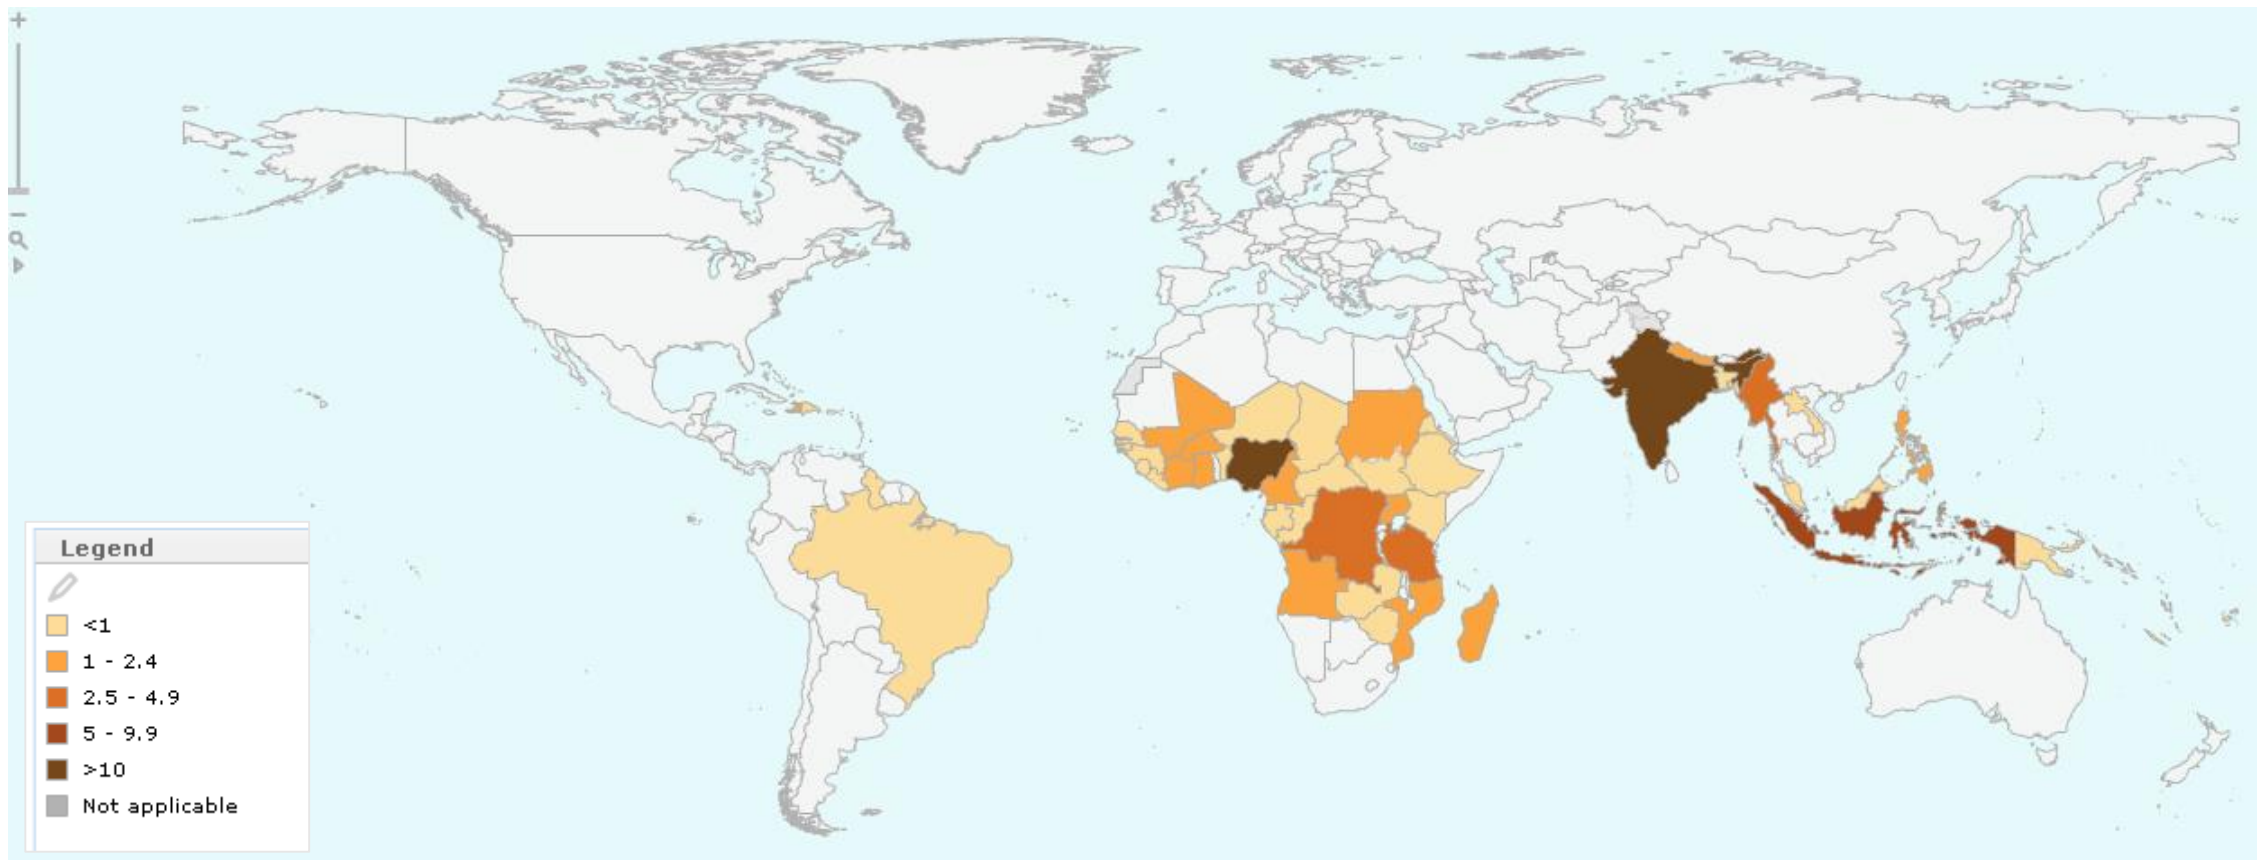 Legend
<1
1 - 2.4
2.5 - 4.9
5 - 9.9
>10
Not applicable